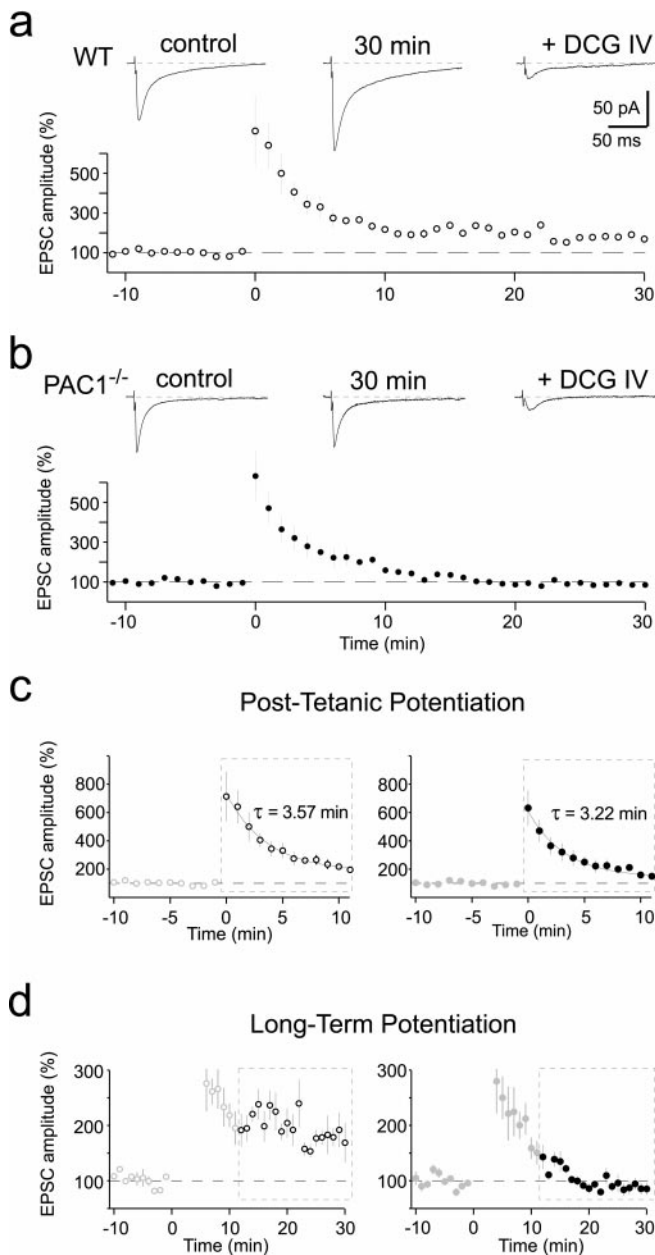 a
WT control 30 min + DCG IV
50 pA
50 ms
EPSC amplitude (%)
500
300
100
-10 0 10 20 30
b
PAC1-/- control 30 min + DCG IV
EPSC amplitude (%)
500
300
100
-10 0 10 20 30
Time (min)
c
Post-Tetanic Potentiation
EPSC amplitude (%)
800
600
400
200
τ = 3.57 min
-10 -5 0 5 10
Time (min)
800
600
400
200
τ = 3.22 min
-10 -5 0 5 10
Time (min)
d
Long-Term Potentiation
EPSC amplitude (%)
300
200
100
-10 0 10 20 30
Time (min)
300
200
100
-10 0 10 20 30
Time (min)